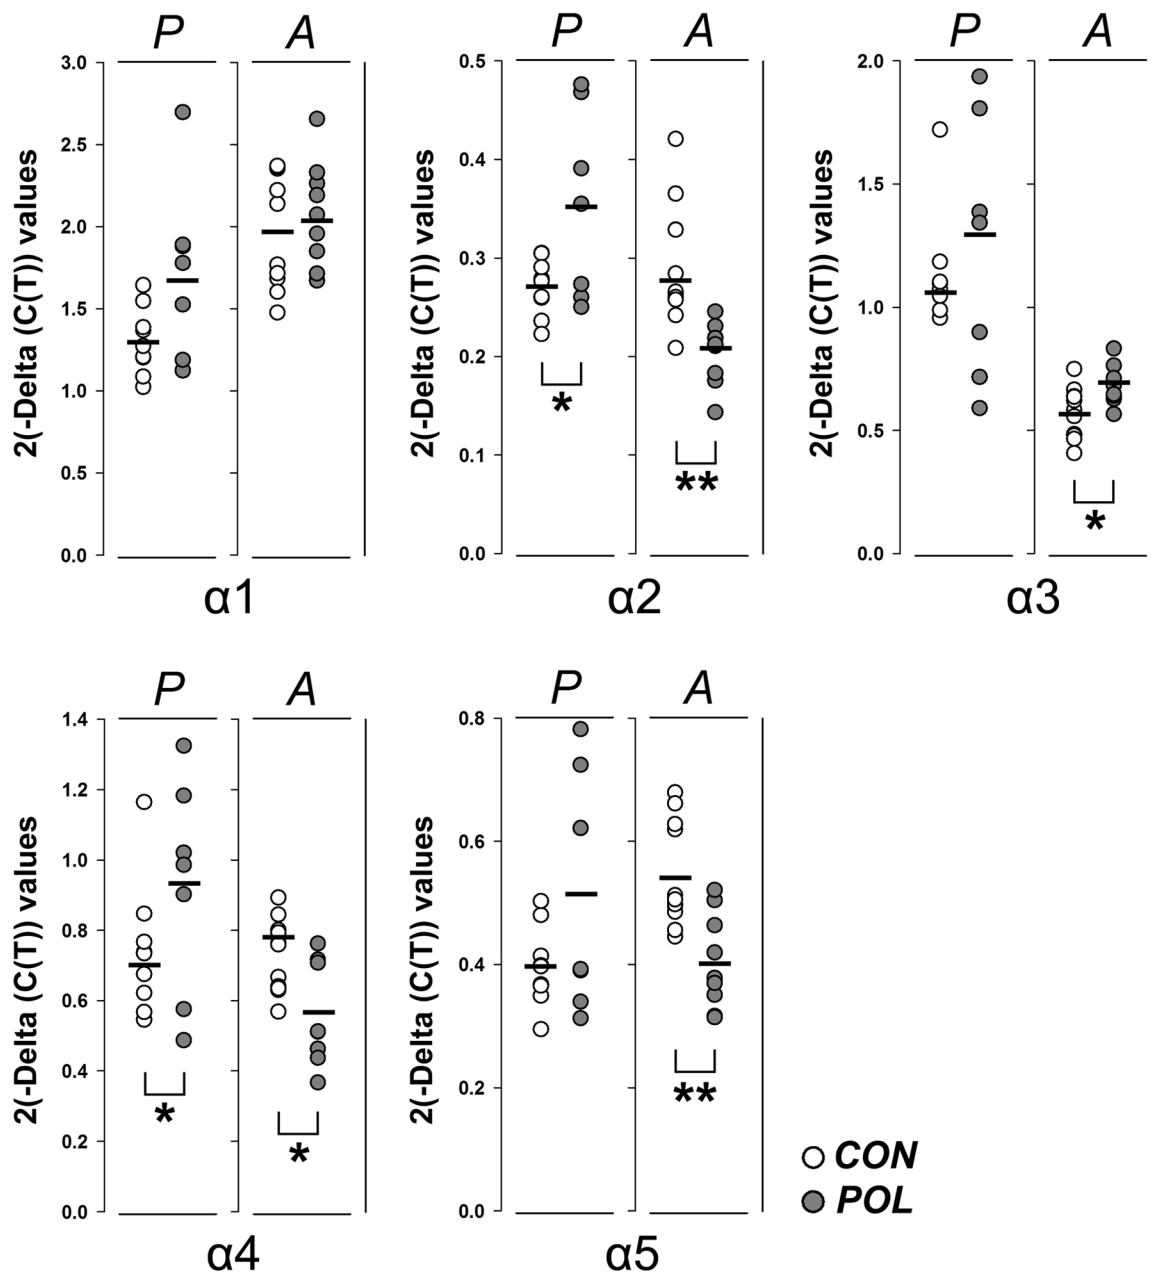 P A
2(-Delta (C(T)) values
3.0
2.5
2.0
1.5
1.0
0.5
0.0
α1
P A
2(-Delta (C(T)) values
0.5
0.4
0.3
0.2
0.1
0.0
*
**
α2
P A
2(-Delta (C(T)) values
2.0
1.5
1.0
0.5
0.0
*
α3
P A
2(-Delta (C(T)) values
1.4
1.2
1.0
0.8
0.6
0.4
0.2
0.0
*
*
α4
P A
2(-Delta (C(T)) values
0.8
0.6
0.4
0.2
0.0
**
α5
CON
POL